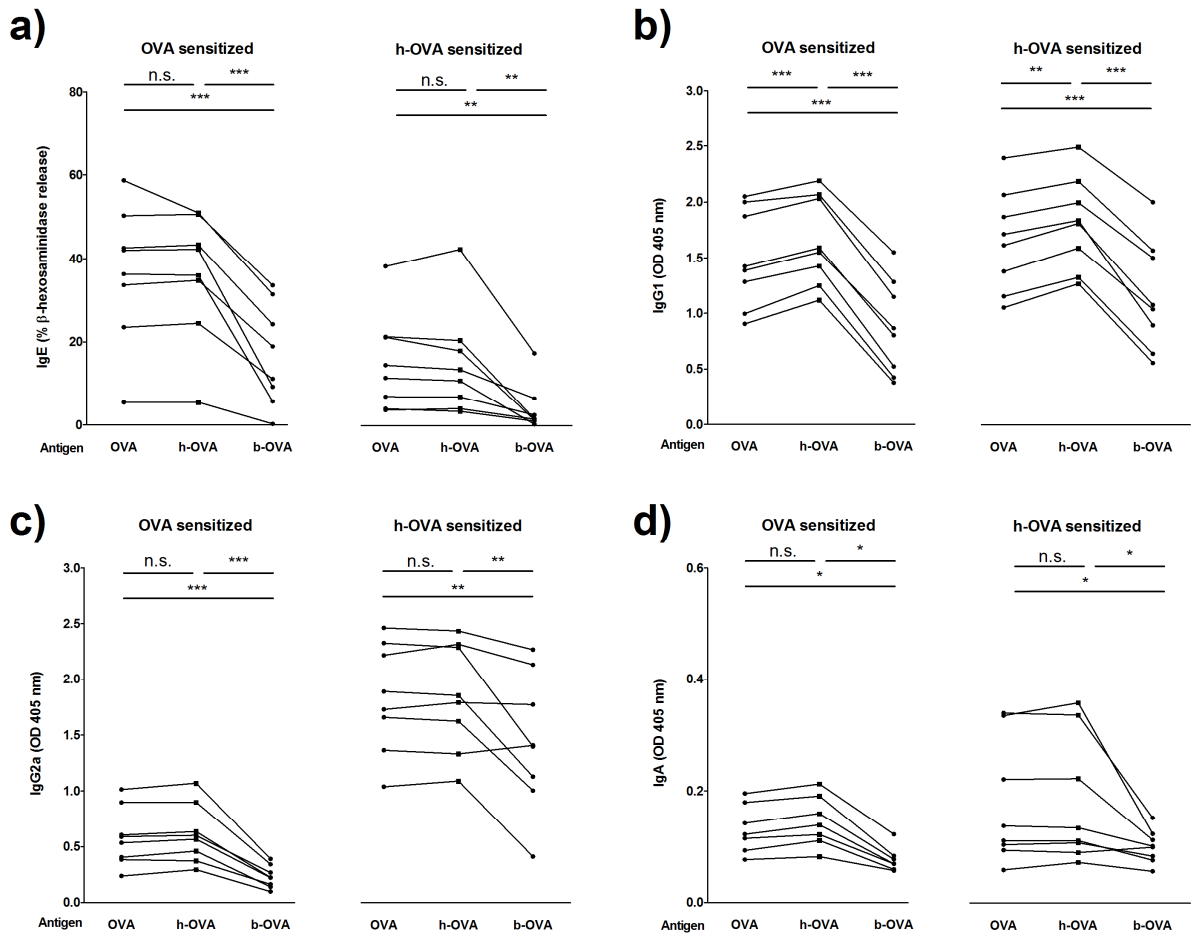 a)
OVA sensitized
h-OVA sensitized
n.s. ***
***
n.s. **
**
IgE (% β-hexosaminidase release)
80
60
40
20
0
Antigen OVA h-OVA b-OVA OVA h-OVA b-OVA
b)
OVA sensitized
h-OVA sensitized
*** ***
***
** ***
***
IgG1 (OD 405 nm)
3.0
2.5
2.0
1.5
1.0
0.5
0.0
Antigen OVA h-OVA b-OVA OVA h-OVA b-OVA
c)
OVA sensitized
h-OVA sensitized
n.s. ***
***
n.s. **
**
IgG2a (OD 405 nm)
3.0
2.5
2.0
1.5
1.0
0.5
0.0
Antigen OVA h-OVA b-OVA OVA h-OVA b-OVA
d)
OVA sensitized
h-OVA sensitized
n.s. *
*
n.s. *
*
IgA (OD 405 nm)
0.6
0.4
0.2
0.0
Antigen OVA h-OVA b-OVA OVA h-OVA b-OVA